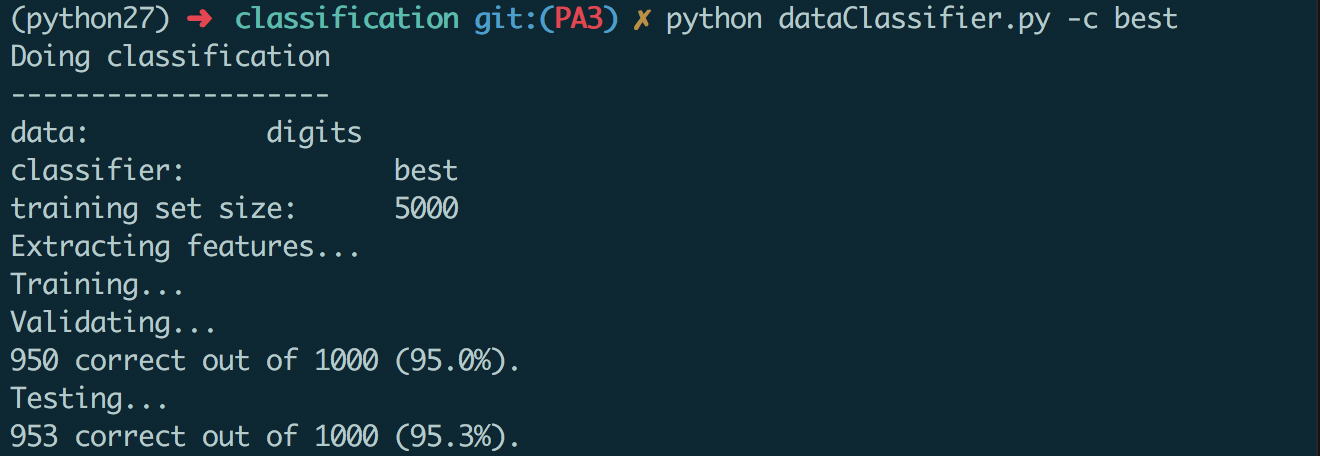 (python27) ➜ classification git:(PA3) ✗ python dataClassifier.py -c best
Doing classification
--------------------
data: digits
classifier: best
training set size: 5000
Extracting features...
Training...
Validating...
950 correct out of 1000 (95.0%).
Testing...
953 correct out of 1000 (95.3%).